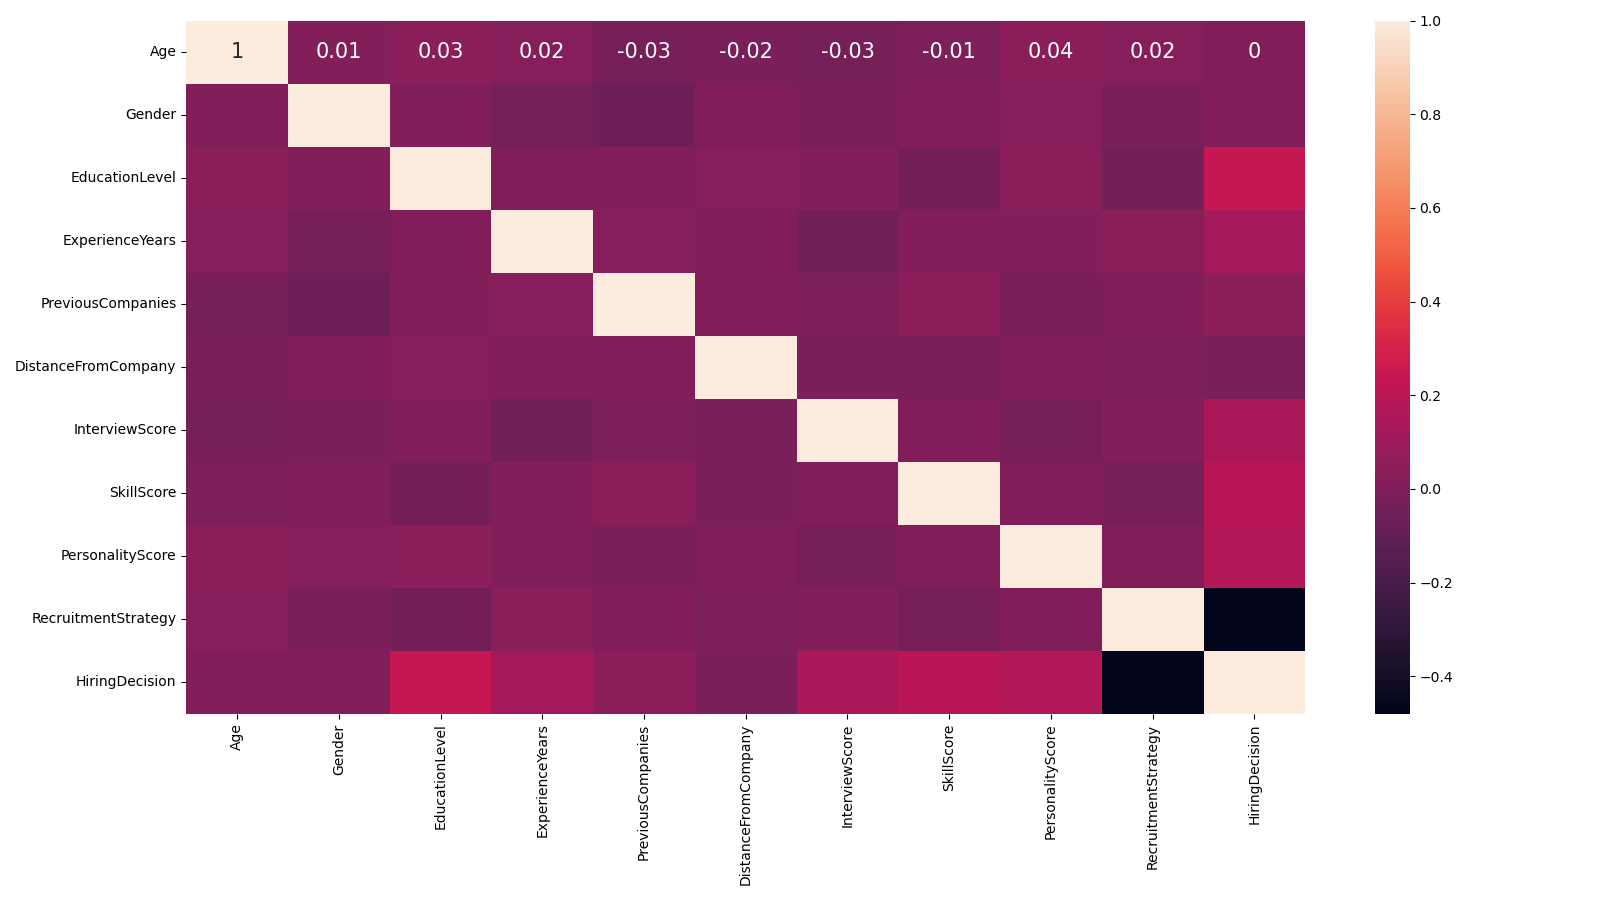 Age 1 0.01 0.03 0.02 -0.03 -0.02 -0.03 -0.01 0.04 0.02 0
Gender
EducationLevel
ExperienceYears
PreviousCompanies
DistanceFromCompany
InterviewScore
SkillScore
PersonalityScore
RecruitmentStrategy
HiringDecision
Age
Gender
EducationLevel
ExperienceYears
PreviousCompanies
DistanceFromCompany
InterviewScore
SkillScore
PersonalityScore
RecruitmentStrategy
HiringDecision
1.0
0.8
0.6
0.4
0.2
0.0
−0.2
−0.4